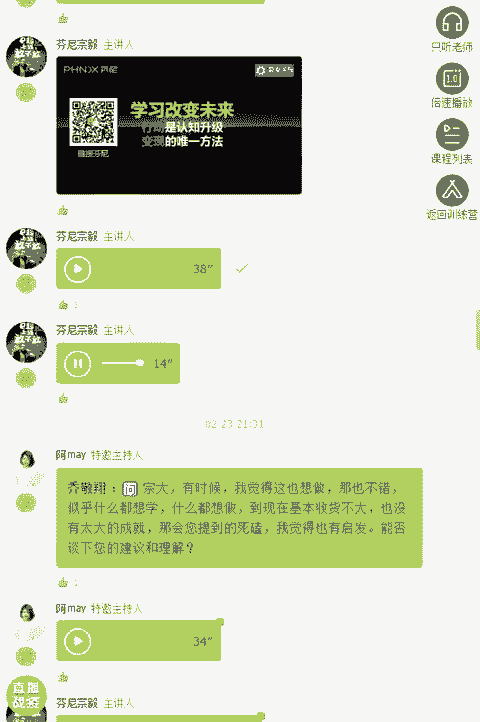 芬尼宗毅 主讲人
只听老师
PHNIX 芬尼
学习改变未来
行动是认知升级
变现的唯一方法
1.0
倍速播放
课程列表
返回训练营
芬尼宗毅 主讲人
38"
芬尼宗毅 主讲人
14"
02-23 21:31
阿may 特邀主持人
乔敬翔：问 宗大，有时候，我觉得这也想做，那也不错，
似乎什么都想学，什么都想做，到现在基本收货不大，也没
有太大的成就，那会您提到的死磕，我觉得也有启发。能否
谈下您的建议和理解？
阿may 特邀主持人
34"
芬尼宗毅 主讲人